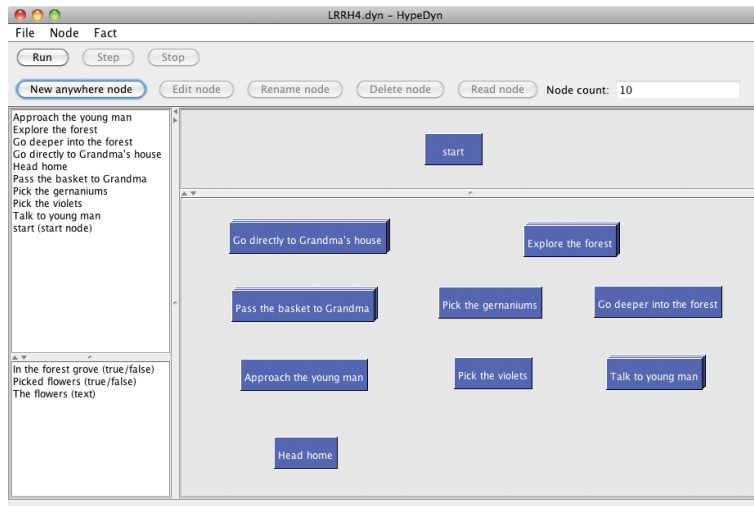 LRRH4.dyn – HypeDyn
File Node Fact
Run Step Stop
New anywhere node Edit node Rename node Delete node Read node Node count: 10
Approach the young man
Explore the forest
Go deeper into the forest
Go directly to Grandma's house
Head home
Pass the basket to Grandma
Pick the gernaniums
Pick the violets
Talk to young man
start (start node)
In the forest grove (true/false)
Picked flowers (true/false)
The flowers (text)
start
Go directly to Grandma's house Explore the forest
Pass the basket to Grandma Pick the gernaniums Go deeper into the forest
Approach the young man Pick the violets Talk to young man
Head home